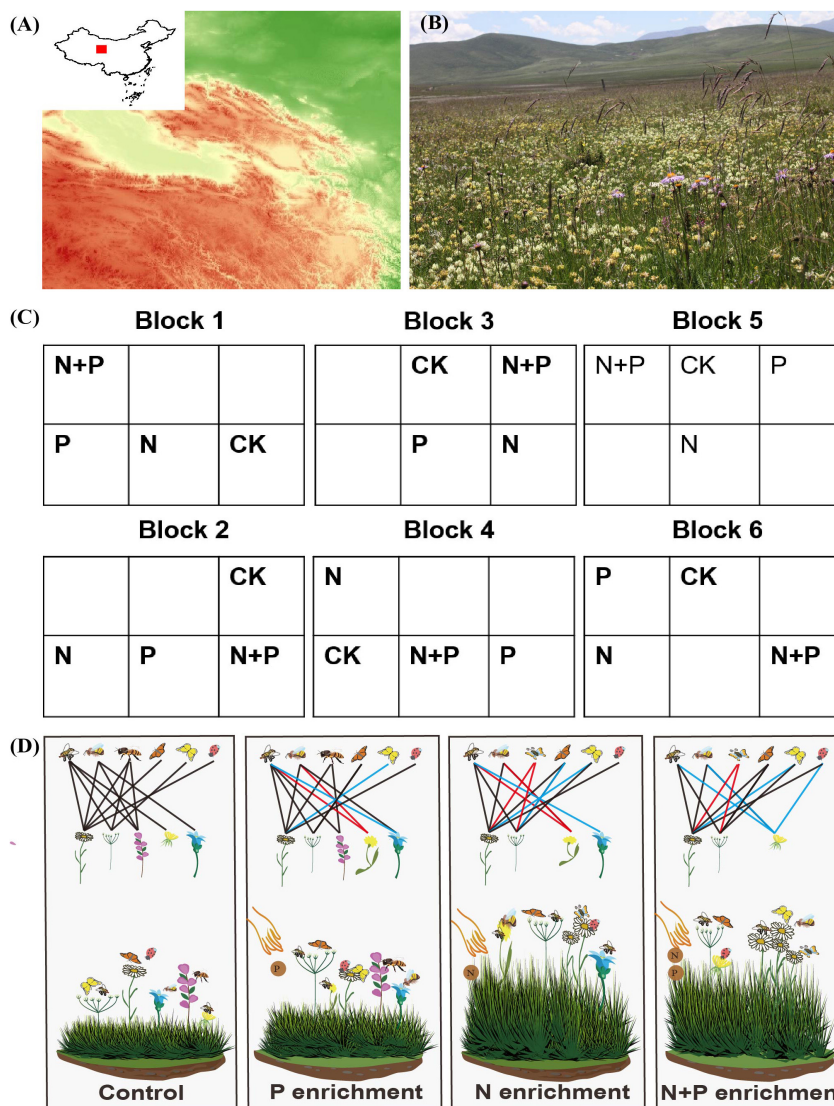 (A)
(B)
(C)
Block 1
Block 3
Block 5
N+P
CK N+P
N+P CK P
P N CK
P N
N
Block 2
Block 4
Block 6
CK
N
P CK
N P N+P
CK N+P P
N N+P
(D)
P
N
N
P
Control
P enrichment
N enrichment
N+P enrichment